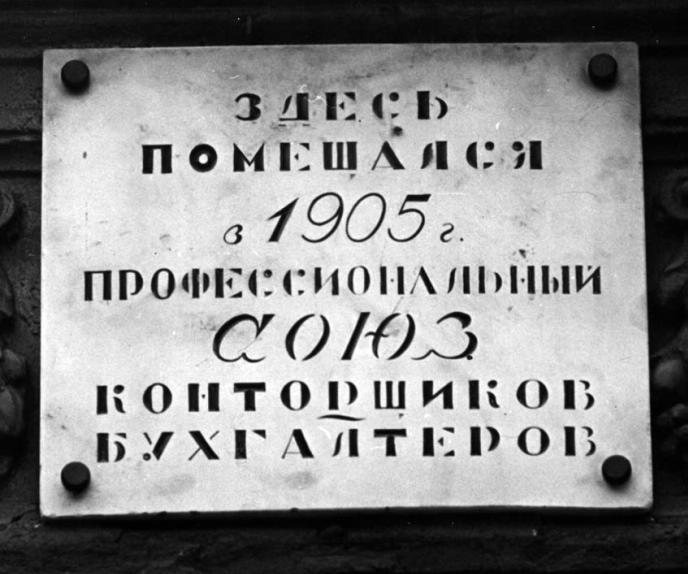 ЗДЕСЬ
ПОМЕЩАЛСЯ
в 1905 г.
ПРОФЕССИОНАЛЬНЫЙ
СОЮЗ
КОНТОРЩИКОВ
БУХГАЛТЕРОВ